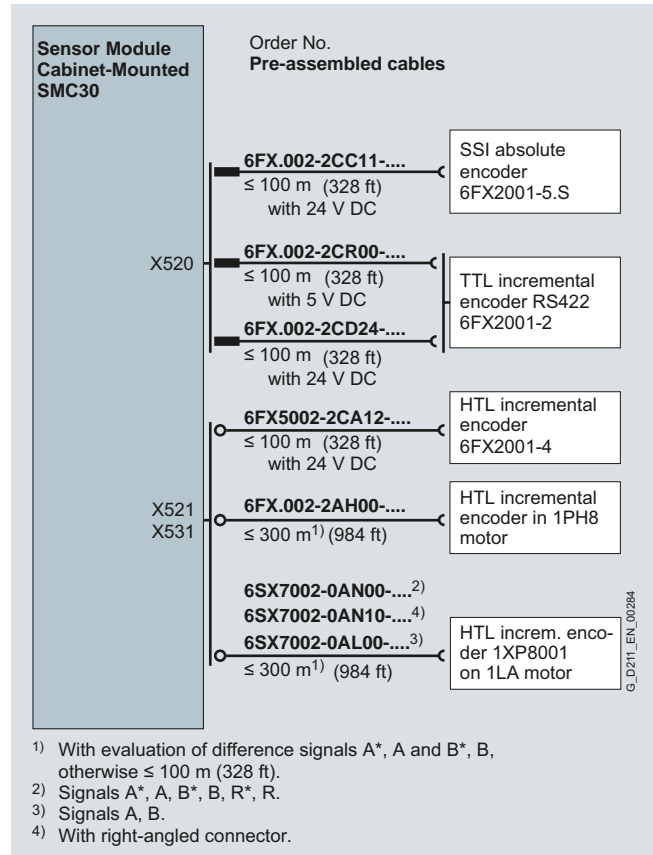 Sensor Module
Cabinet-Mounted
SMC30
Order No.
Pre-assembled cables
6FX.002-2CC11-....
≤ 100 m (328 ft)
with 24 V DC
SSI absolute
encoder
6FX2001-5.S
X520
6FX.002-2CR00-....
≤ 100 m (328 ft)
with 5 V DC
6FX.002-2CD24-....
≤ 100 m (328 ft)
with 24 V DC
TTL incremental
encoder RS422
6FX2001-2
6FX5002-2CA12-....
≤ 100 m (328 ft)
with 24 V DC
HTL incremental
encoder
6FX2001-4
X521
X531
6FX.002-2AH00-....
≤ 300 m1) (984 ft)
HTL incremental
encoder in 1PH8
motor
6SX7002-0AN00-....2)
6SX7002-0AN10-....4)
6SX7002-0AL00-....3)
≤ 300 m1) (984 ft)
HTL increm. enco-
der 1XP8001
on 1LA motor
G_D211_EN_00284
1) With evaluation of difference signals A*, A and B*, B,
otherwise ≤ 100 m (328 ft).
2) Signals A*, A, B*, B, R*, R.
3) Signals A, B.
4) With right-angled connector.